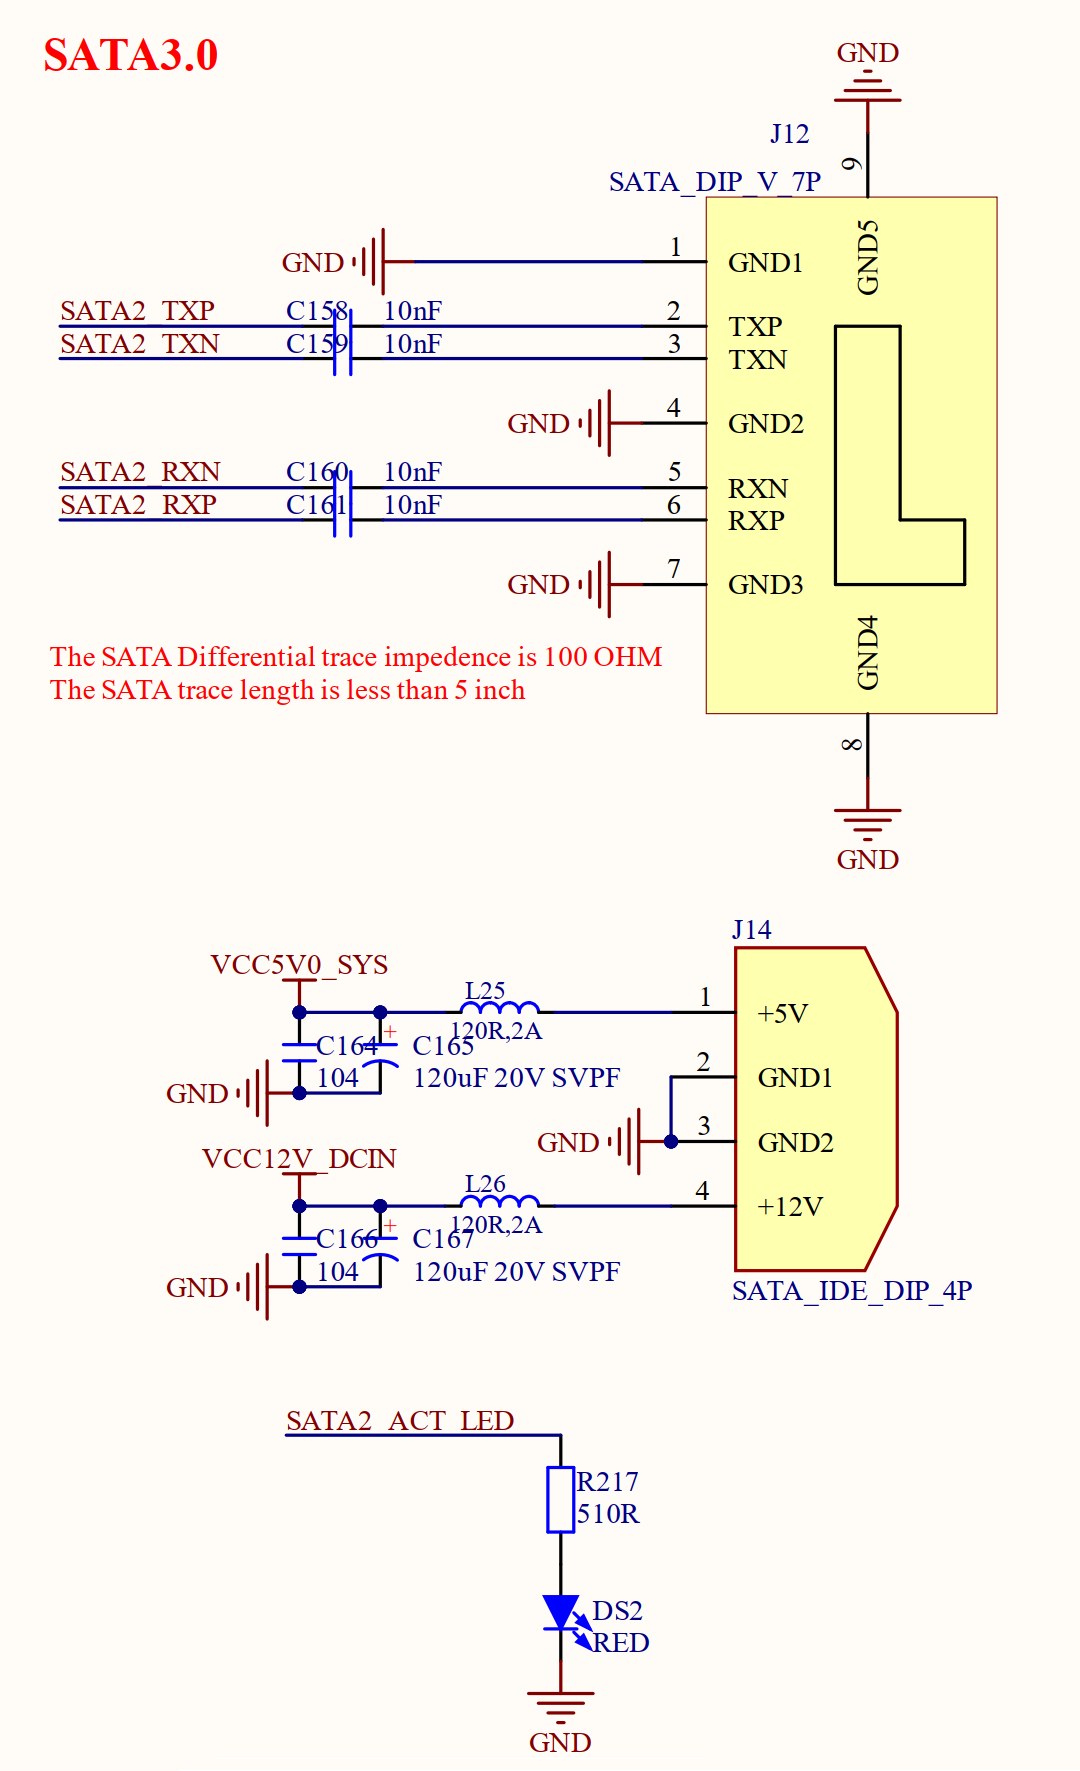 SATA3.0
GND
J12
9
SATA_DIP_V_7P
GND5
GND
1
GND1
SATA2_TXP
C158
10nF
2
TXP
SATA2_TXN
C159
10nF
3
TXN
GND
4
GND2
SATA2_RXN
C160
10nF
5
RXN
SATA2_RXP
C161
10nF
6
RXP
GND
7
GND3
GND4
The SATA Differential trace impedence is 100 OHM
The SATA trace length is less than 5 inch
8
GND
J14
VCC5V0_SYS
L25
120R,2A
1
+5V
+
C164
104
C165
120uF 20V SVPF
GND
2
GND1
GND
3
GND2
VCC12V_DCIN
L26
120R,2A
4
+12V
+
C166
104
C167
120uF 20V SVPF
GND
SATA_IDE_DIP_4P
SATA2_ACT_LED
R217
510R
DS2
RED
GND